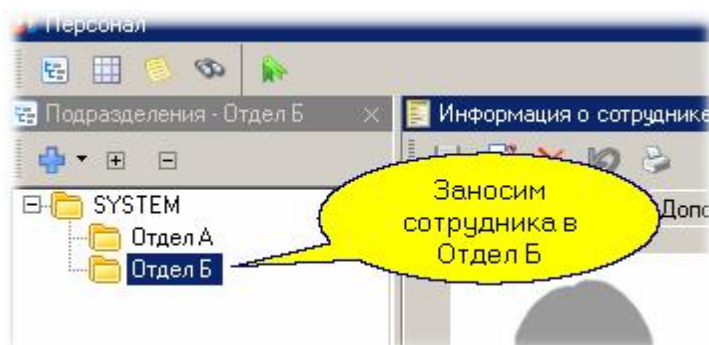 Персонал
Подразделения - Отдел Б
Информация о сотруднике
SYSTEM
Отдел А
Отдел Б
Заносим
сотрудника в
Отдел Б